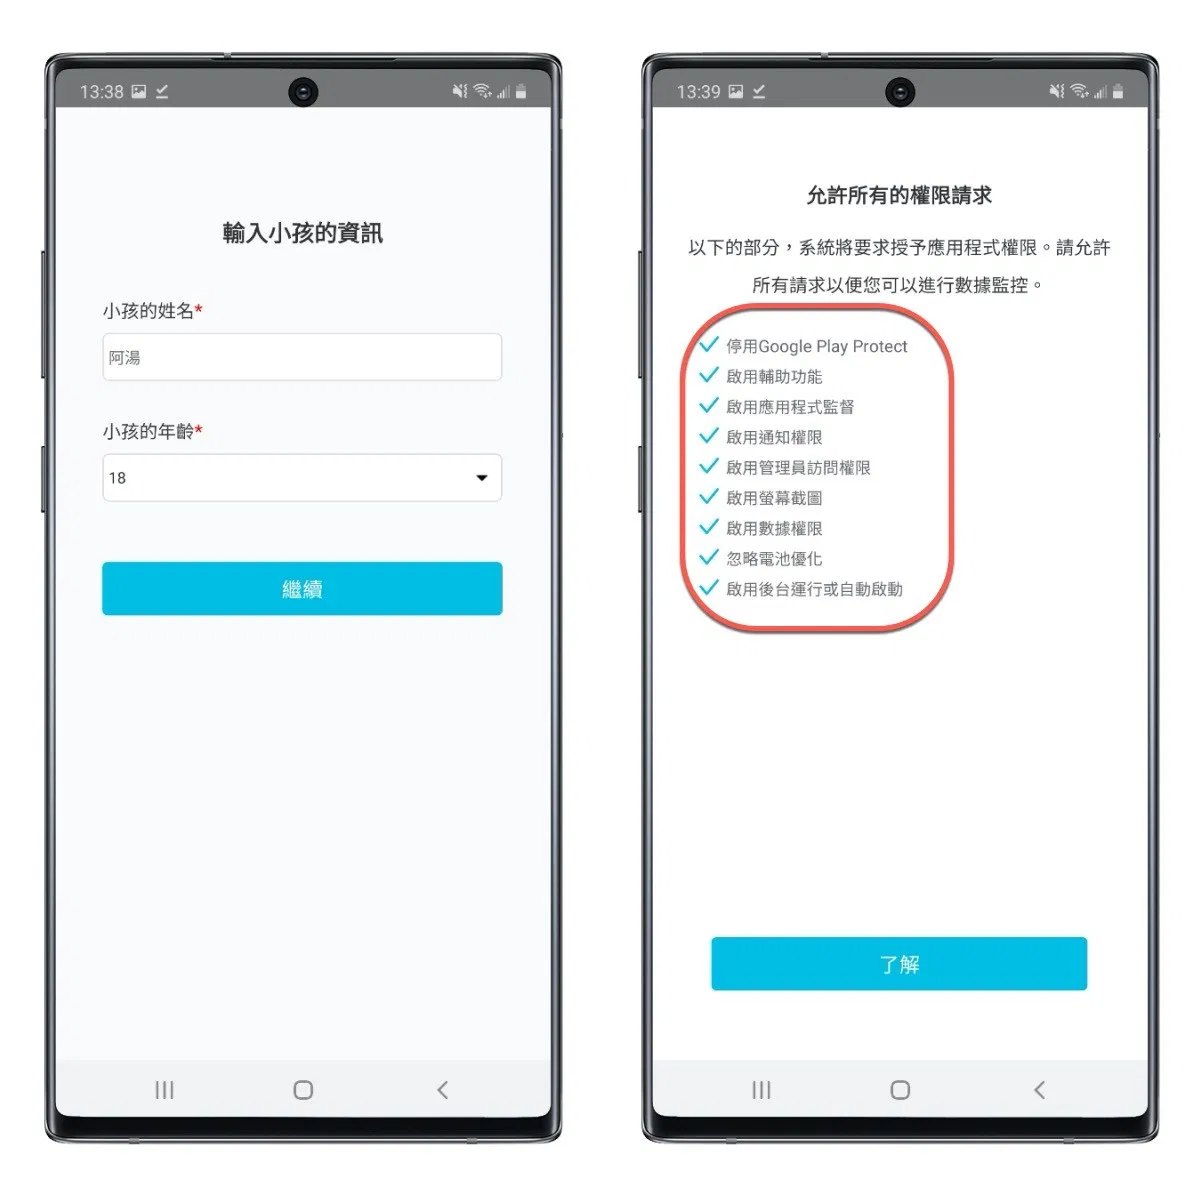 13:38
輸入小孩的資訊
小孩的姓名*
阿湯
小孩的年齡*
18
繼續
13:39
允許所有的權限請求
以下的部分，系統將要求授予應用程式權限。請允許
所有請求以便您可以進行數據監控。
停用Google Play Protect
啟用輔助功能
啟用應用程式監督
啟用通知權限
啟用管理員訪問權限
啟用螢幕截圖
啟用數據權限
忽略電池優化
啟用後台運行或自動啟動
了解